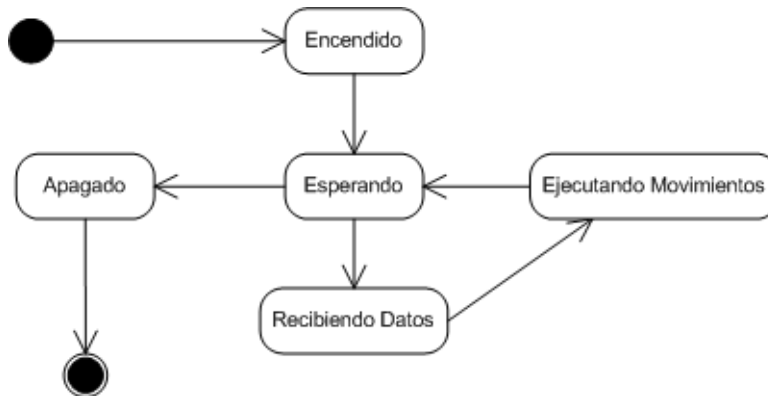 Encendido
Apagado
Esperando
Ejecutando Movimientos
Recibiendo Datos